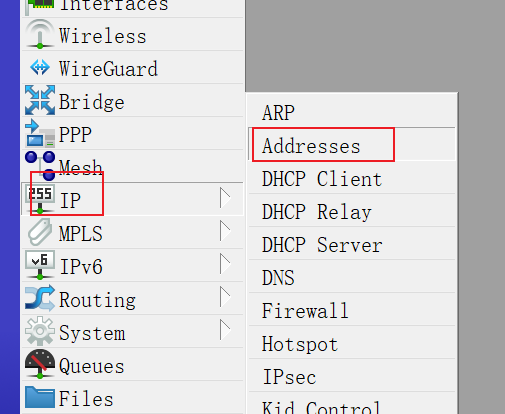 Interfaces
Wireless
WireGuard
Bridge
PPP
Mesh
255
IP
MPLS
v6
IPv6
Routing
System
Queues
Files
ARP
Addresses
DHCP Client
DHCP Relay
DHCP Server
DNS
Firewall
Hotspot
IPsec
Kid Control